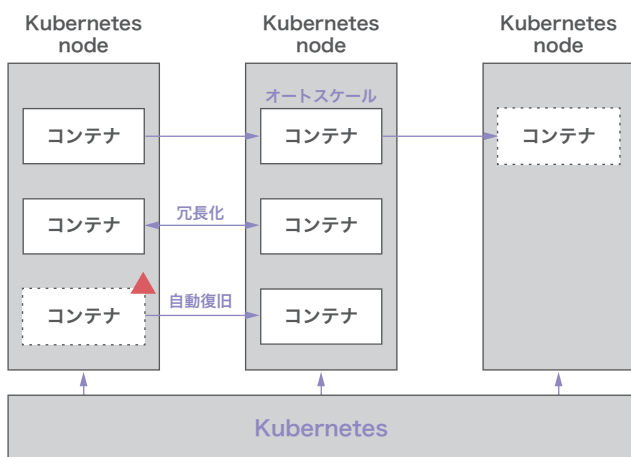 Kubernetes
node
Kubernetes
node
Kubernetes
node
オートスケール
コンテナ
コンテナ
コンテナ
冗長化
コンテナ
コンテナ
自動復旧
コンテナ
コンテナ
Kubernetes